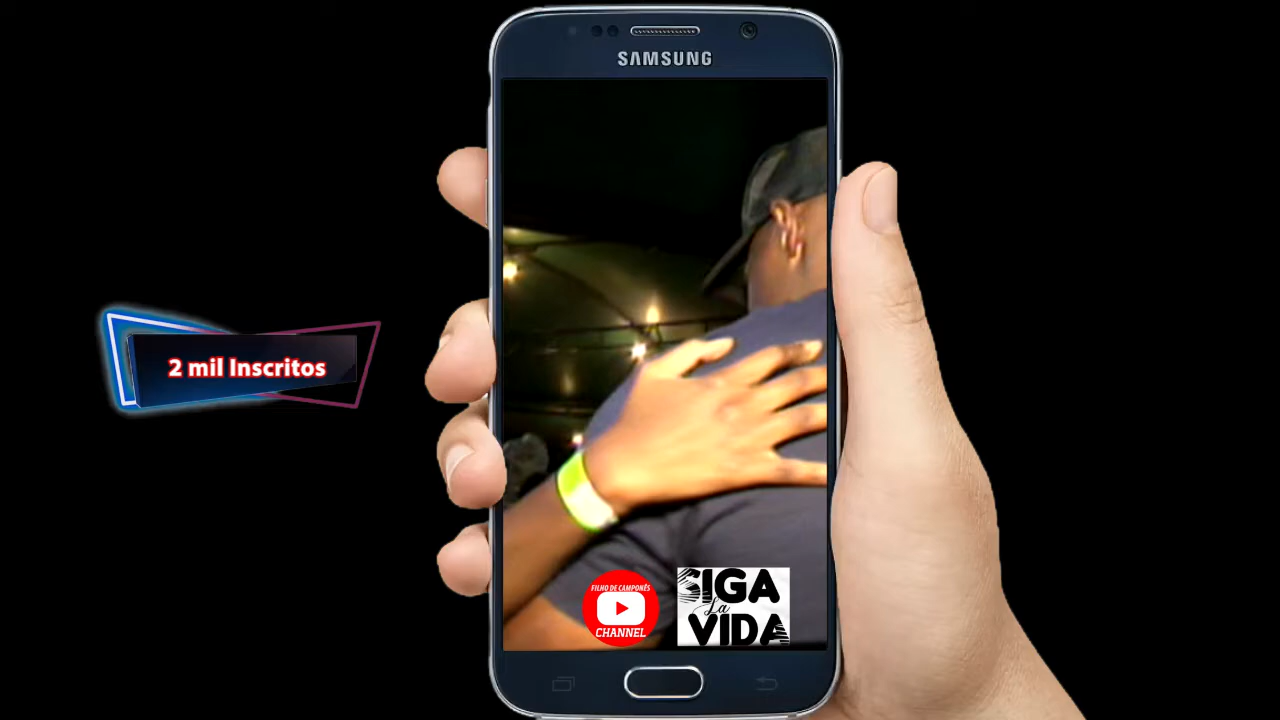 SAMSUNG
2 mil Inscritos
FILHO DE CAMPONÊS
CHANNEL
SIGA
La
VIDA